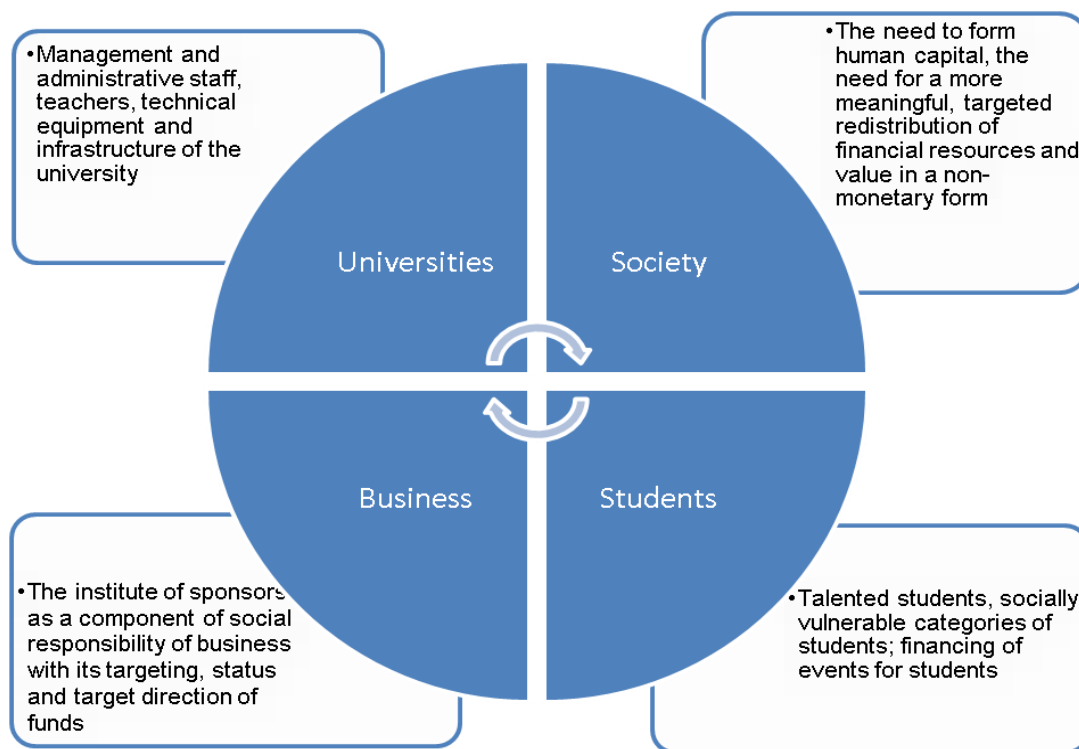 •Management and
administrative staff,
teachers, technical
equipment and
infrastructure of the
university
•The need to form
human capital, the
need for a more
meaningful, targeted
redistribution of
financial resources and
value in a non-
monetary form
Universities
Society
Business
Students
•The institute of sponsors
as a component of social
responsibility of business
with its targeting, status
and target direction of
funds
•Talented students, socially
vulnerable categories of
students; financing of
events for students